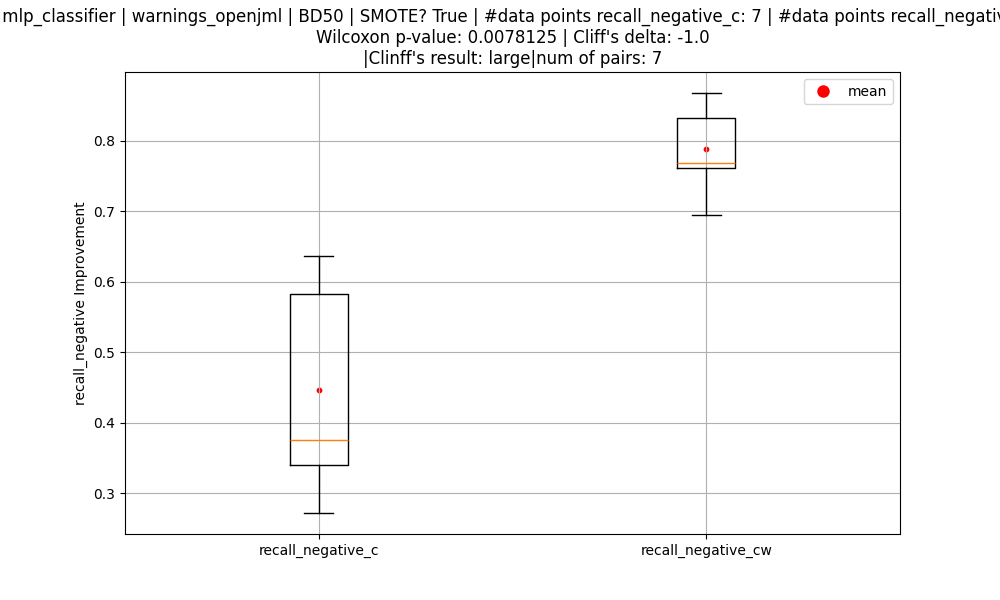 mlp_classifier | warnings_openjml | BD50 | SMOTE? True | #data points recall_negative_c: 7 | #data points
Wilcoxon p-value: 0.0078125 | Cliff's delta: -1.0
|Clinff's result: large|num of pairs: 7
mean
0.8
0.7
0.6
0.5
0.4
0.3
recall_negative Improvement
recall_negative_c
recall_negative_cw